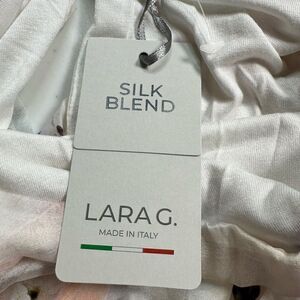 SILK
BLEND
LARA G.
MADE IN ITALY